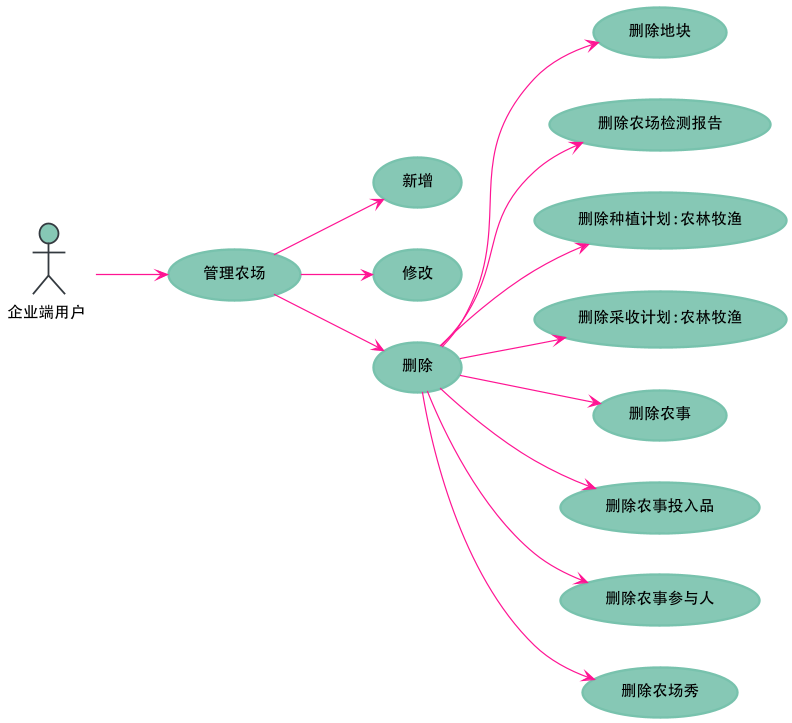 企业端用户
管理农场
新增
修改
删除
删除地块
删除农场检测报告
删除种植计划:农林牧渔
删除采收计划:农林牧渔
删除农事
删除农事投入品
删除农事参与人
删除农场秀